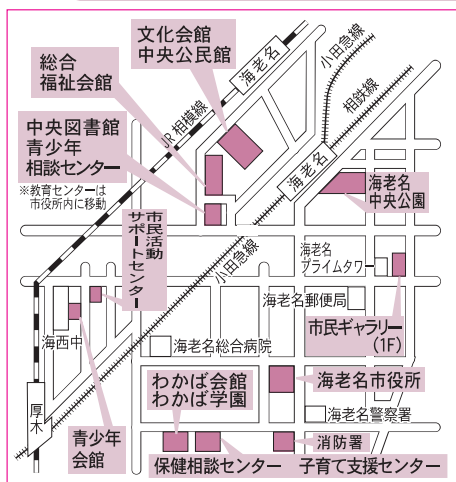 文化会館
中央公民館
総合
福祉会館
海老名
小田急線
相鉄線
JR相模線
中央図書館
青少年
相談センター
※教育センターは
市役所内に移動
海老名
海老名
中央公園
市民活動
サポートセンター
小田急線
海老名
プライムタワー
海老名郵便局
市民ギャラリー
(1F)
海西中
海老名総合病院
わかば会館
わかば学園
海老名市役所
厚木
青少年
会館
海老名警察署
消防署
保健相談センター
子育て支援センター